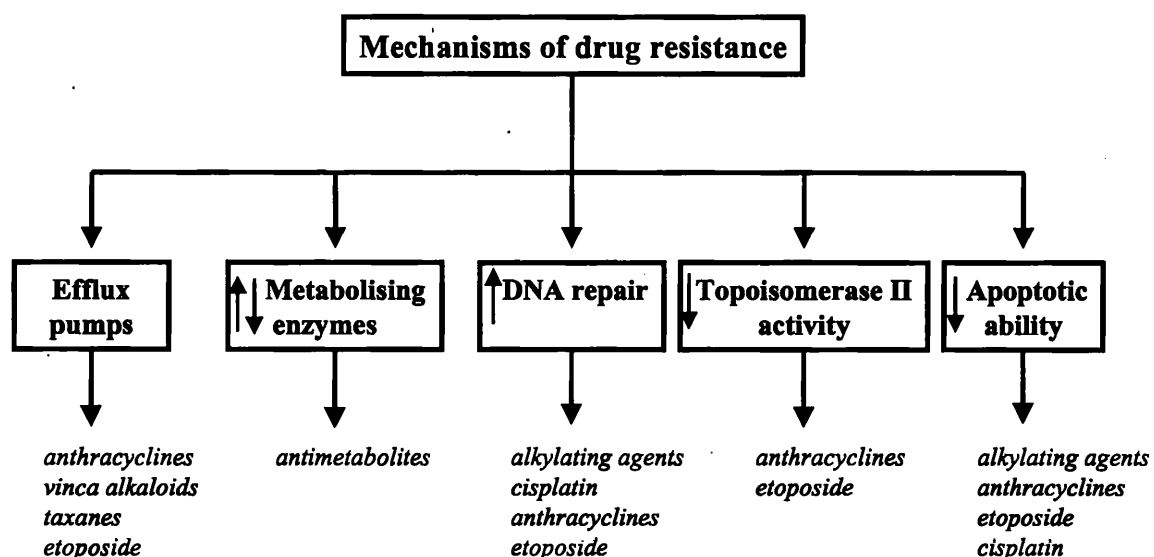 Mechanisms of drug resistance
Efflux
pumps
Metabolising
enzymes
DNA repair
Topoisomerase II
activity
Apoptotic
ability
anthracyclines
vinca alkaloids
taxanes
etoposide
antimetabolites
alkylating agents
cisplatin
anthracyclines
etoposide
anthracyclines
etoposide
alkylating agents
anthracyclines
etoposide
cisplatin